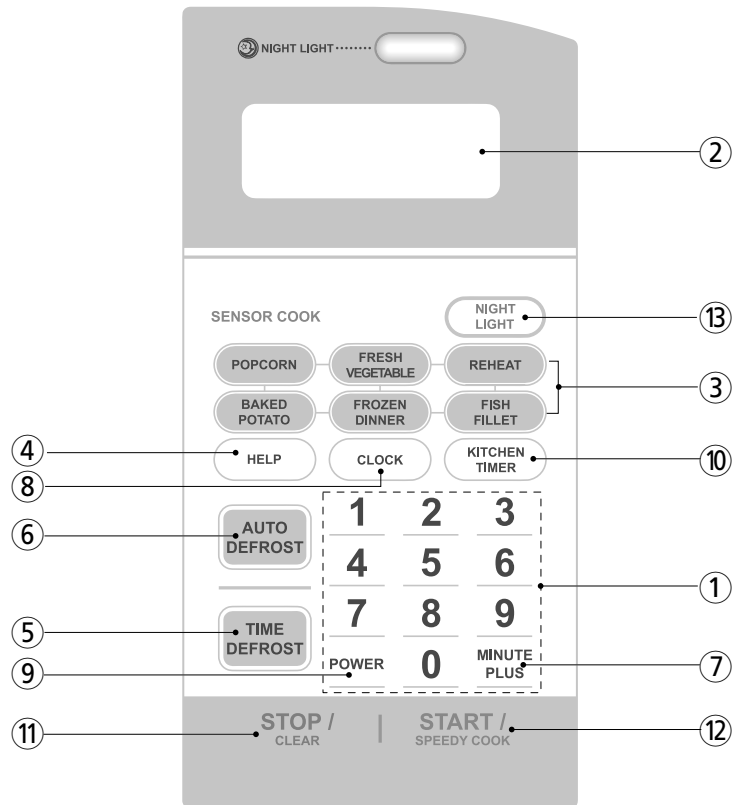 NIGHT LIGHT
②
SENSOR COOK
NIGHT
LIGHT
⑬
POPCORN
FRESH
VEGETABLE
REHEAT
③
BAKED
POTATO
FROZEN
DINNER
FISH
FILLET
④
HELP
CLOCK
KITCHEN
TIMER
⑩
⑧
1 2 3
⑥
AUTO
DEFROST
4 5 6
①
7 8 9
⑤
TIME
DEFROST
POWER
0
MINUTE
PLUS
⑦
⑨
⑪
STOP /
CLEAR
START /
SPEEDY COOK
⑫